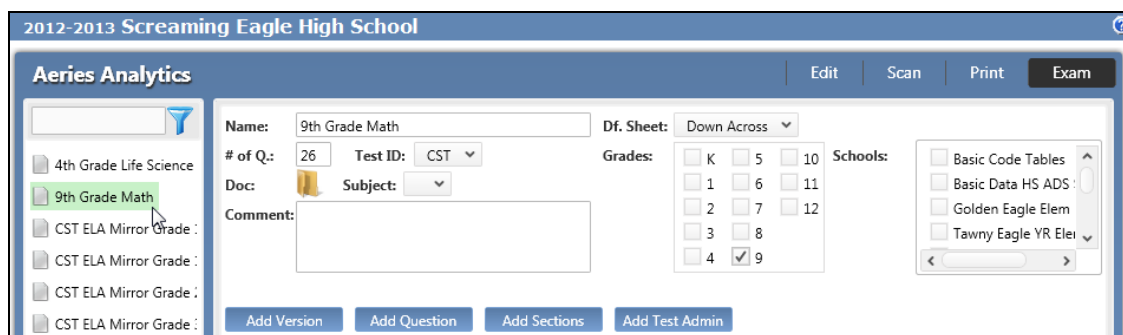 2012-2013 Screaming Eagle High School
Aeries Analytics
Edit Scan Print Exam
4th Grade Life Science
9th Grade Math
CST ELA Mirror Grade
CST ELA Mirror Grade
CST ELA Mirror Grade
CST ELA Mirror Grade
Name: 9th Grade Math Df. Sheet: Down Across
# of Q.: 26 Test ID: CST
Doc: Subject:
Comment:
Grades:
K 5 10
1 6 11
2 7 12
3 8
4 9
Schools:
Basic Code Tables
Basic Data HS ADS
Golden Eagle Elem
Tawny Eagle YR
Add Version Add Question Add Sections Add Test Admin